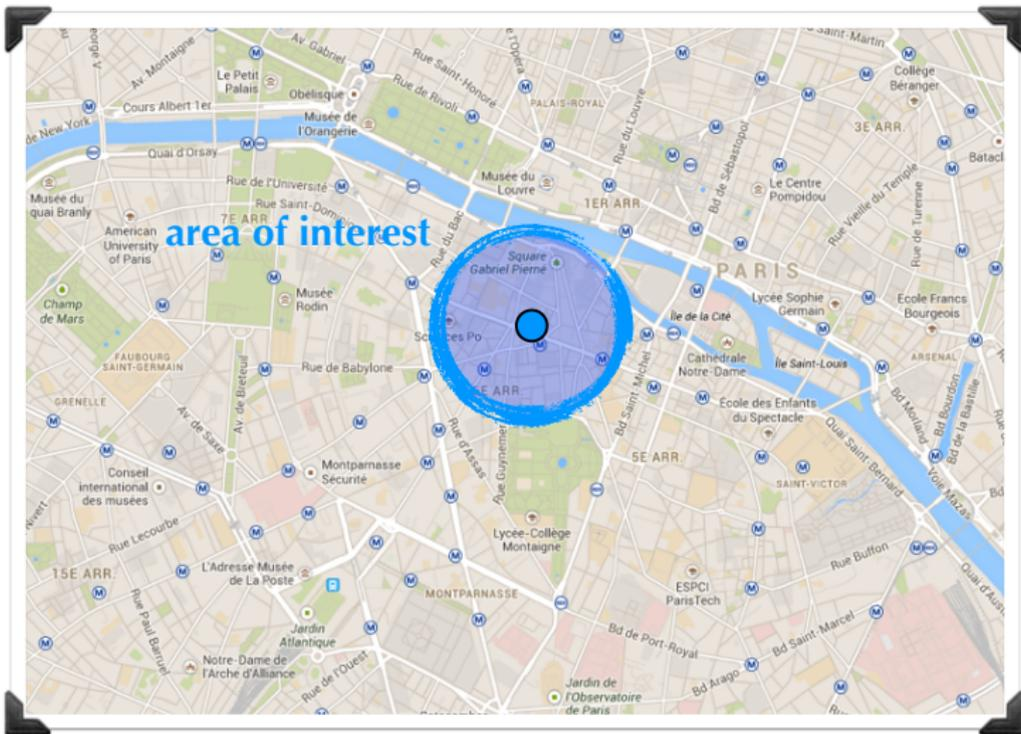 Av. Gabriel
Av. Montaigne
Rue Saint-Honoré
Saint-Martin
Le Petit
Palais
Obélisque
Rue de Rivoli
PALAIS-ROYAL
Rue du Louvre
Collège
Béranger
Cours Albert 1er
Musée de
l'Orangerie
3E ARR.
de New York
Quai d'Orsay
Bd de Sébastopol
Musée du
quai Branly
Rue de l'Université
Musée du
Louvre
Le Centre
Pompidou
Rue Vieille du Temple
Rue de Turenne
Rue Saint-Dominique
1ER ARR.
7E ARR.
American
University
of Paris
area of interest
Rue du Bac
Square
Gabriel Pierné
PARIS
Champ
de Mars
Musée
Rodin
Lycée Sophie
Germain
Ecole Francs
Bourgeois
Sciences Po
Île de la Cité
Cathédrale
Notre-Dame
Île Saint-Louis
ARSENAL
FAUBOURG
SAINT-GERMAIN
Rue de Babylone
Bd Saint-Michel
GRENELLE
Av. de Breteuil
6E ARR.
École des Enfants
du Spectacle
Bd Morland
Bd Bourdon
Bd de la Bastille
Av. de Saxe
Rue d'Assas
Rue Guynemer
5E ARR.
Quai Saint-Bernard
Conseil
international
des musées
Montparnasse
Sécurité
SAINT-VICTOR
Voie Mazas
Rue Lecourbe
Lycée-Collège
Montaigne
Rue Buffon
L'Adresse Musée
de La Poste
15E ARR.
MONTPARNASSE
ESPCI
ParisTech
Rue Paul Barruel
Jardin
Atlantique
Bd de Port-Royal
Bd Saint-Marcel
Notre-Dame de
l'Arche d'Alliance
Rue de l'Ouest
Bd Arago
Jardin de
l'Observatoire
de Paris